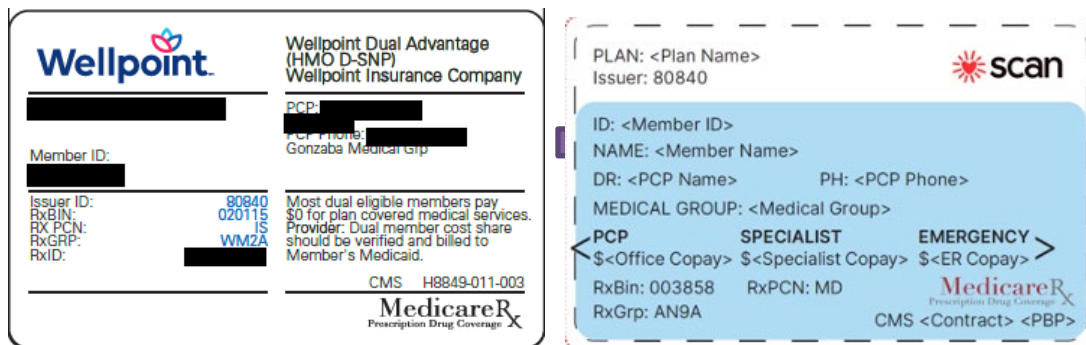 Wellpoint
Wellpoint Dual Advantage
(HMO D-SNP)
Wellpoint Insurance Company
PCP:
PCP Phone:
Gonzaba Medical Grp
Member ID:
Issuer ID: 80840
RxBIN: 020115
RX PCN: IS
RxGRP: WM2A
RxID:
Most dual eligible members pay
$0 for plan covered medical services.
Provider: Dual member cost share
should be verified and billed to
Member's Medicaid.
CMS H8849-011-003
MedicareRx
Prescription Drug Coverage
PLAN: <Plan Name>
Issuer: 80840
scan
ID: <Member ID>
NAME: <Member Name>
DR: <PCP Name> PH: <PCP Phone>
MEDICAL GROUP: <Medical Group>
PCP SPECIALIST EMERGENCY
$<Office Copay> $<Specialist Copay> $<ER Copay>
RxBin: 003858 RxPCN: MD
RxGrp: AN9A
MedicareRx
Prescription Drug Coverage
CMS <Contract> <PBP>